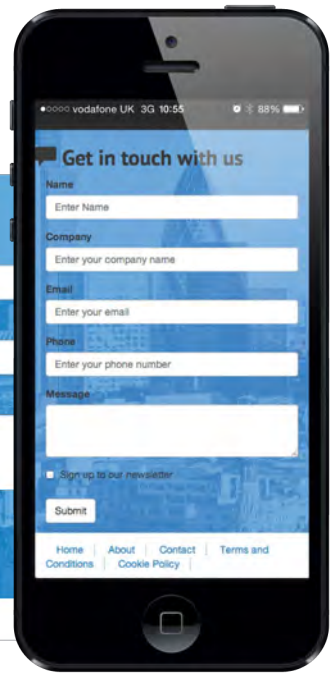 vodafone UK 3G 10:55 88%
Get in touch with us
Name
Enter Name
Company
Enter your company name
Email
Enter your email
Phone
Enter your phone number
Message
Sign up to our newsletter
Submit
Home | About | Contact | Terms and
Conditions | Cookie Policy |